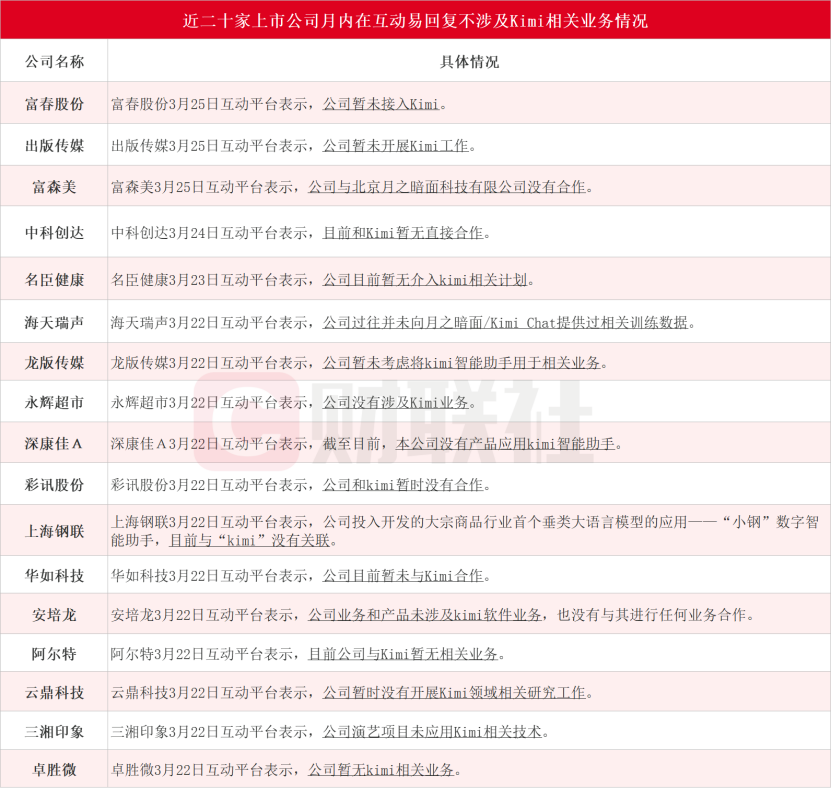 近二十家上市公司月内在互动易回复不涉及Kimi相关业务情况
公司名称 具体情况
富春股份 富春股份3月25日互动平台表示，公司暂未接入Kimi。
出版传媒 出版传媒3月25日互动平台表示，公司暂未开展Kimi工作。
富森美 富森美3月25日互动平台表示，公司与北京月之暗面科技有限公司没有合作。
中科创达 中科创达3月24日互动平台表示，目前和Kimi暂无直接合作。
名臣健康 名臣健康3月23日互动平台表示，公司目前暂无介入kimi相关计划。
海天瑞声 海天瑞声3月22日互动平台表示，公司过往并未向月之暗面/Kimi Chat提供过相关训练数据。
龙版传媒 龙版传媒3月22日互动平台表示，公司暂未考虑将kimi智能助手用于相关业务。
永辉超市 永辉超市3月22日互动平台表示，公司没有涉及Kimi业务。
深康佳A 深康佳A3月22日互动平台表示，截至目前，本公司没有产品应用kimi智能助手。
彩讯股份 彩讯股份3月22日互动平台表示，公司和kimi暂时没有合作。
上海钢联 上海钢联3月22日互动平台表示，公司投入开发的大宗商品行业首个垂类大语言模型的应用——“小钢”数字智
能助手，目前与“kimi”没有关联。
华如科技 华如科技3月22日互动平台表示，公司目前暂未与Kimi合作。
安培龙 安培龙3月22日互动平台表示，公司业务和产品未涉及kimi软件业务，也没有与其进行任何业务合作。
阿尔特 阿尔特3月22日互动平台表示，目前公司与Kimi暂无相关业务。
云鼎科技 云鼎科技3月22日互动平台表示，公司暂时没有开展Kimi领域相关研究工作。
三湘印象 三湘印象3月22日互动平台表示，公司演艺项目未应用Kimi相关技术。
卓胜微 卓胜微3月22日互动平台表示，公司暂无kimi相关业务。
财联社